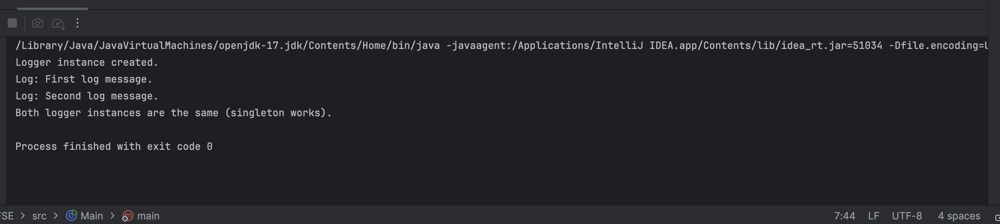 /Library/Java/JavaVirtualMachines/openjdk-17.jdk/Contents/Home/bin/java -javaagent:/Applications/IntelliJ IDEA.app/Contents/lib/idea_rt.jar=51034 -Dfile.encoding=
Logger instance created.
Log: First log message.
Log: Second log message.
Both logger instances are the same (singleton works).
Process finished with exit code 0
FSE > src > Main > main 7:44 LF UTF-8 4 spaces